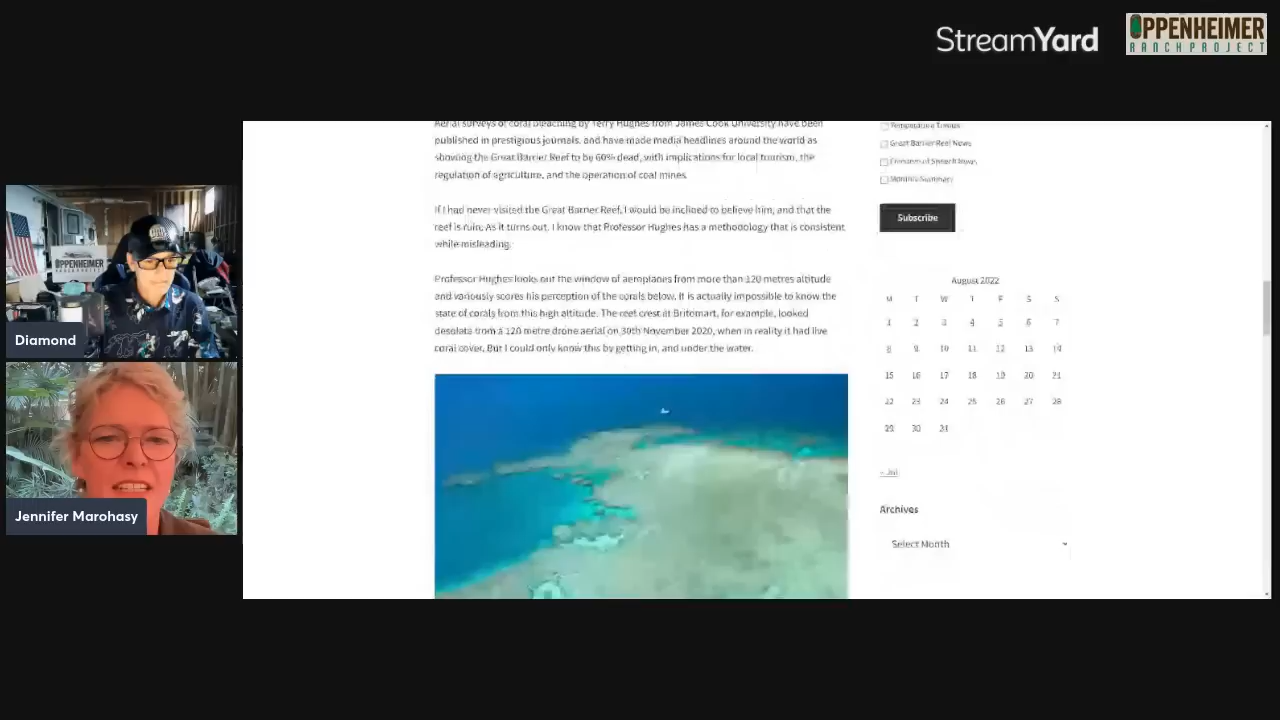 StreamYard
OPPENHEIMER
RANCH PROJECT
Aerial surveys of coral bleaching by Terry Hughes from James Cook University have been
published in prestigious journals, and have made media headlines around the world as
showing the Great Barrier Reef to be 60% dead, with implications for local tourism, the
regulation of agriculture, and the operation of coal mines.
If I had never visited the Great Barrier Reef, I would be inclined to believe him, and that the
reef is ruin. As it turns out, I know that Professor Hughes has a methodology that is consistent
while misleading.
Professor Hughes looks out the window of aeroplanes from more than 120 metres altitude
and variously scores his perception of the corals below. It is actually impossible to know the
state of corals from this high altitude. The reef crest at Britomart, for example, looked
desolate from a 120 metre drone aerial on 30th November 2020, when in reality it had live
coral cover. But I could only know this by getting in, and under the water.
Temperature Trends
Great Barrier Reef News
Freedom of Speech News
Monthly Summary
Subscribe
August 2022
M T W T F S S
1 2 3 4 5 6 7
8 9 10 11 12 13 14
15 16 17 18 19 20 21
22 23 24 25 26 27 28
29 30 31
« Jul
Archives
Select Month
OPPENHEIMER
Diamond
Jennifer Marohasy